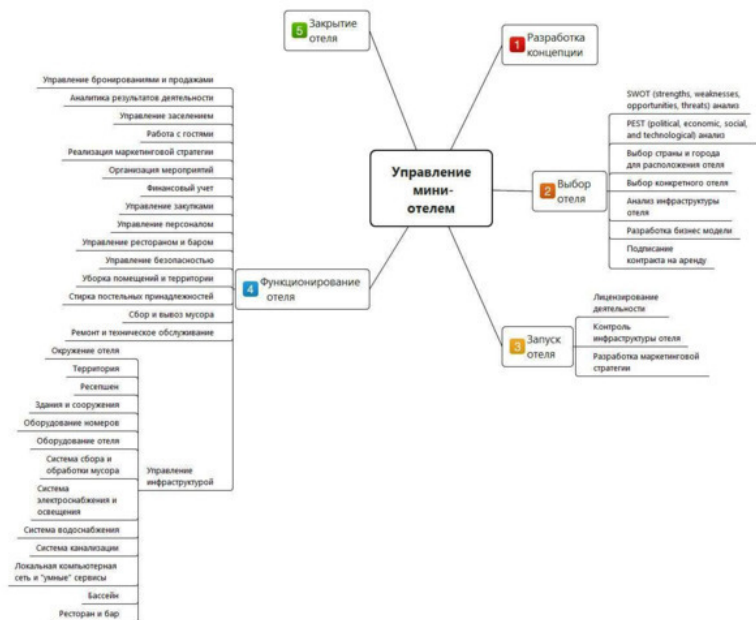 Управление
мини-
отелем
1 Разработка
концепции
2 Выбор
отеля
SWOT (strengths, weaknesses,
opportunities, threats) анализ
PEST (political, economic, social,
and technological) анализ
Выбор страны и города
для расположения отеля
Выбор конкретного отеля
Анализ инфраструктуры
отеля
Разработка бизнес модели
Подписание
контракта на аренду
3 Запуск
отеля
Лицензирование
деятельности
Контроль
инфраструктуры отеля
Разработка маркетинговой
стратегии
4 Функционирование
отеля
Управление бронированиями и продажами
Аналитика результатов деятельности
Управление заселением
Работа с гостями
Реализация маркетинговой стратегии
Организация мероприятий
Финансовый учет
Управление закупками
Управление персоналом
Управление рестораном и баром
Управление безопасностью
Уборка помещений и территории
Стирка постельных принадлежностей
Сбор и вывоз мусора
Ремонт и техническое обслуживание
Управление
инфраструктурой
Окружение отеля
Территория
Ресепшен
Здания и сооружения
Оборудование номеров
Оборудование отеля
Система сбора и
обработки мусора
Система
электроснабжения и
освещения
Система водоснабжения
Система канализации
Локальная компьютерная
сеть и "умные" сервисы
Бассейн
Ресторан и бар
5 Закрытие
отеля